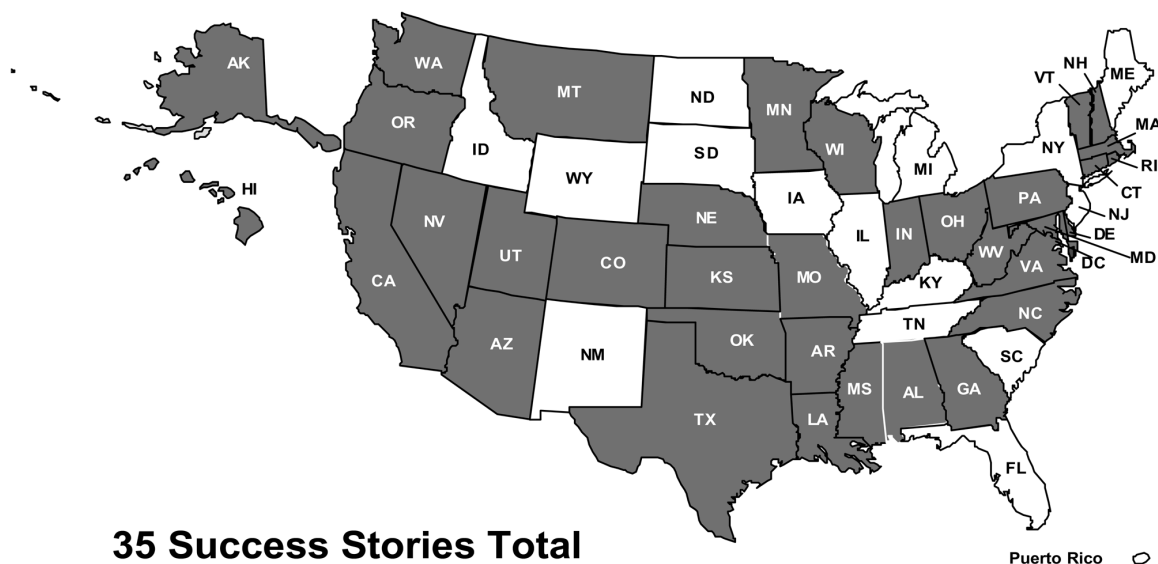 AK
WA
MT
ND
MN
NH
VT
ME
OR
ID
SD
WI
MI
NY
MA
RI
CT
WY
IA
PA
NJ
HI
NV
NE
IL
IN
OH
DE
MD
DC
UT
CO
KS
MO
WV
VA
CA
KY
NC
AZ
NM
OK
AR
TN
SC
MS
AL
GA
TX
LA
FL
35 Success Stories Total
Puerto Rico